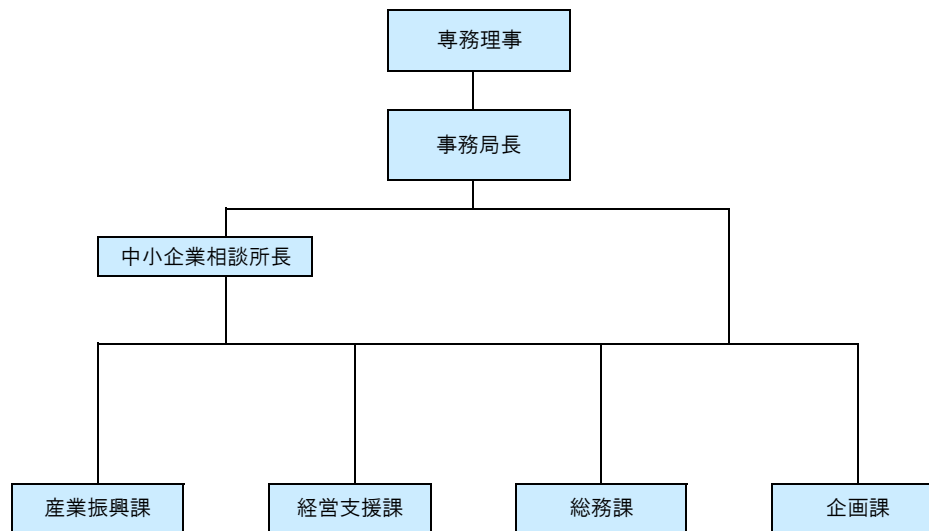 専務理事
事務局長
中小企業相談所長
産業振興課
経営支援課
総務課
企画課